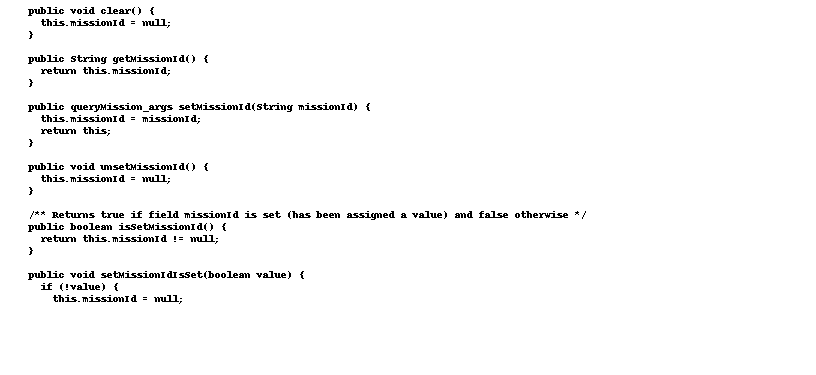 public void clear() {
this.missionId = null;
}
public String getMissionId() {
return this.missionId;
}
public queryMission_args setMissionId(String missionId) {
this.missionId = missionId;
return this;
}
public void unsetMissionId() {
this.missionId = null;
}
/** Returns true if field missionId is set (has been assigned a value) and false otherwise */
public boolean isSetMissionId() {
return this.missionId != null;
}
public void setMissionIdIsSet(boolean value) {
if (!value) {
this.missionId = null;